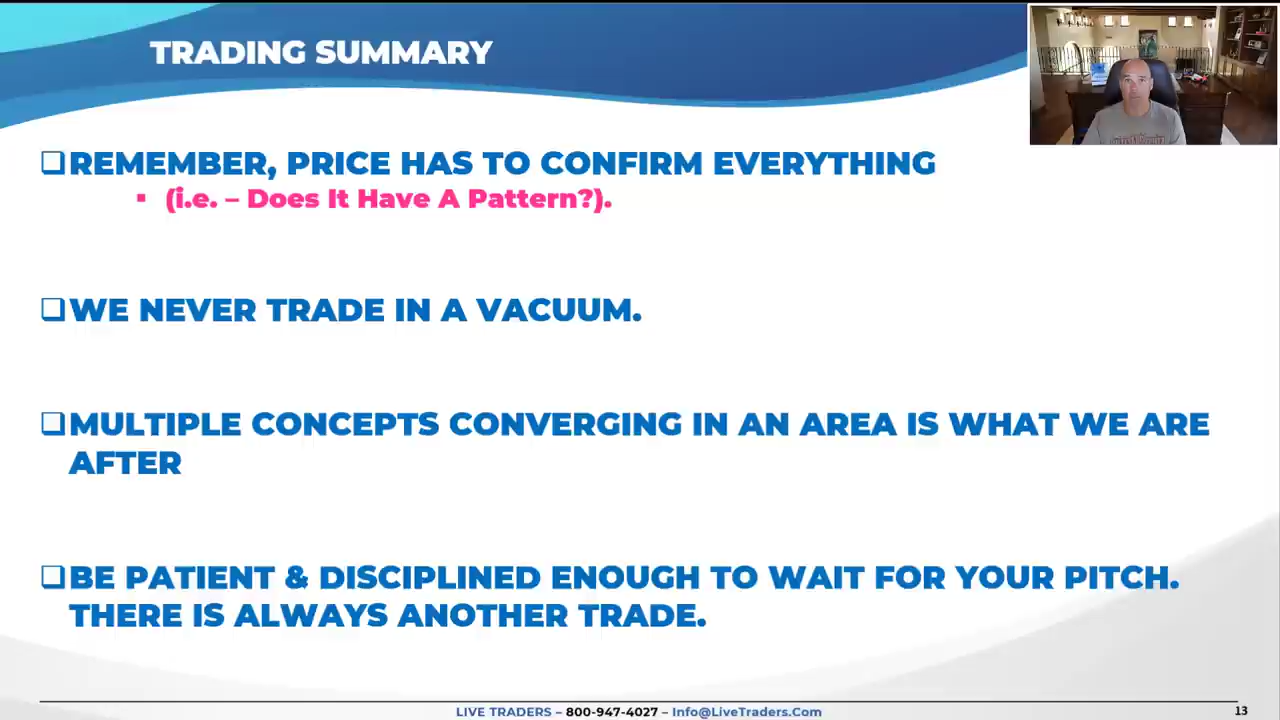 TRADING SUMMARY
❑REMEMBER, PRICE HAS TO CONFIRM EVERYTHING
▪ (i.e. – Does It Have A Pattern?).
❑WE NEVER TRADE IN A VACUUM.
❑MULTIPLE CONCEPTS CONVERGING IN AN AREA IS WHAT WE ARE
AFTER
❑BE PATIENT & DISCIPLINED ENOUGH TO WAIT FOR YOUR PITCH.
THERE IS ALWAYS ANOTHER TRADE.
LIVE TRADERS – 800-947-4027 – Info@LiveTraders.Com
13